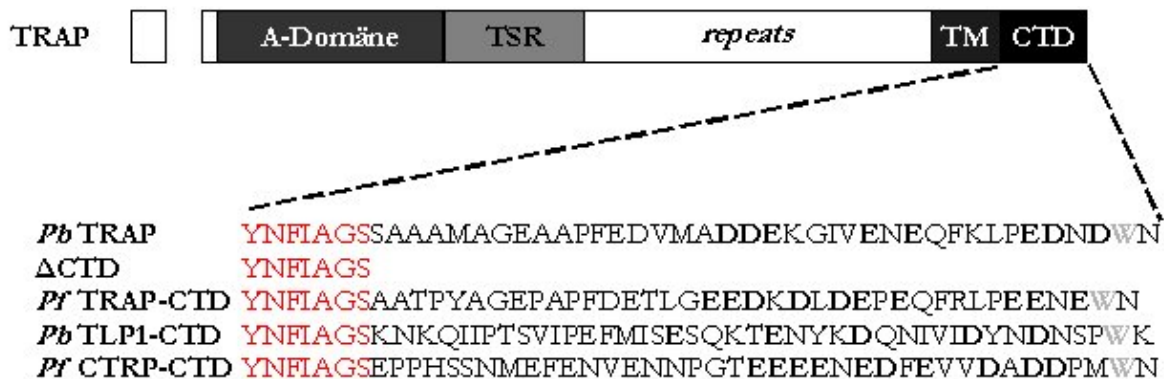 TRAP A-Domäne TSR repeats TM CTD
Pb TRAP YNFIAGSSAAAMAGEAAPFEDVMADDEKGIVENEQFKLPEDNDWN
ΔCTD YNFIAGS
Pf TRAP-CTD YNFIAGSAATPYAGEPAPFDETLGEEDKDLDEPEQFRLPEENEWN
Pb TLP1-CTD YNFIAGSKNKQIIPTSVIPEFMISESQKTENYKDQNIVIDYNDNSPWK
Pf CTRP-CTD YNFIAGSEPPHSSNMEFENVENNPGTEEEENEDFEVVDADDPMWN